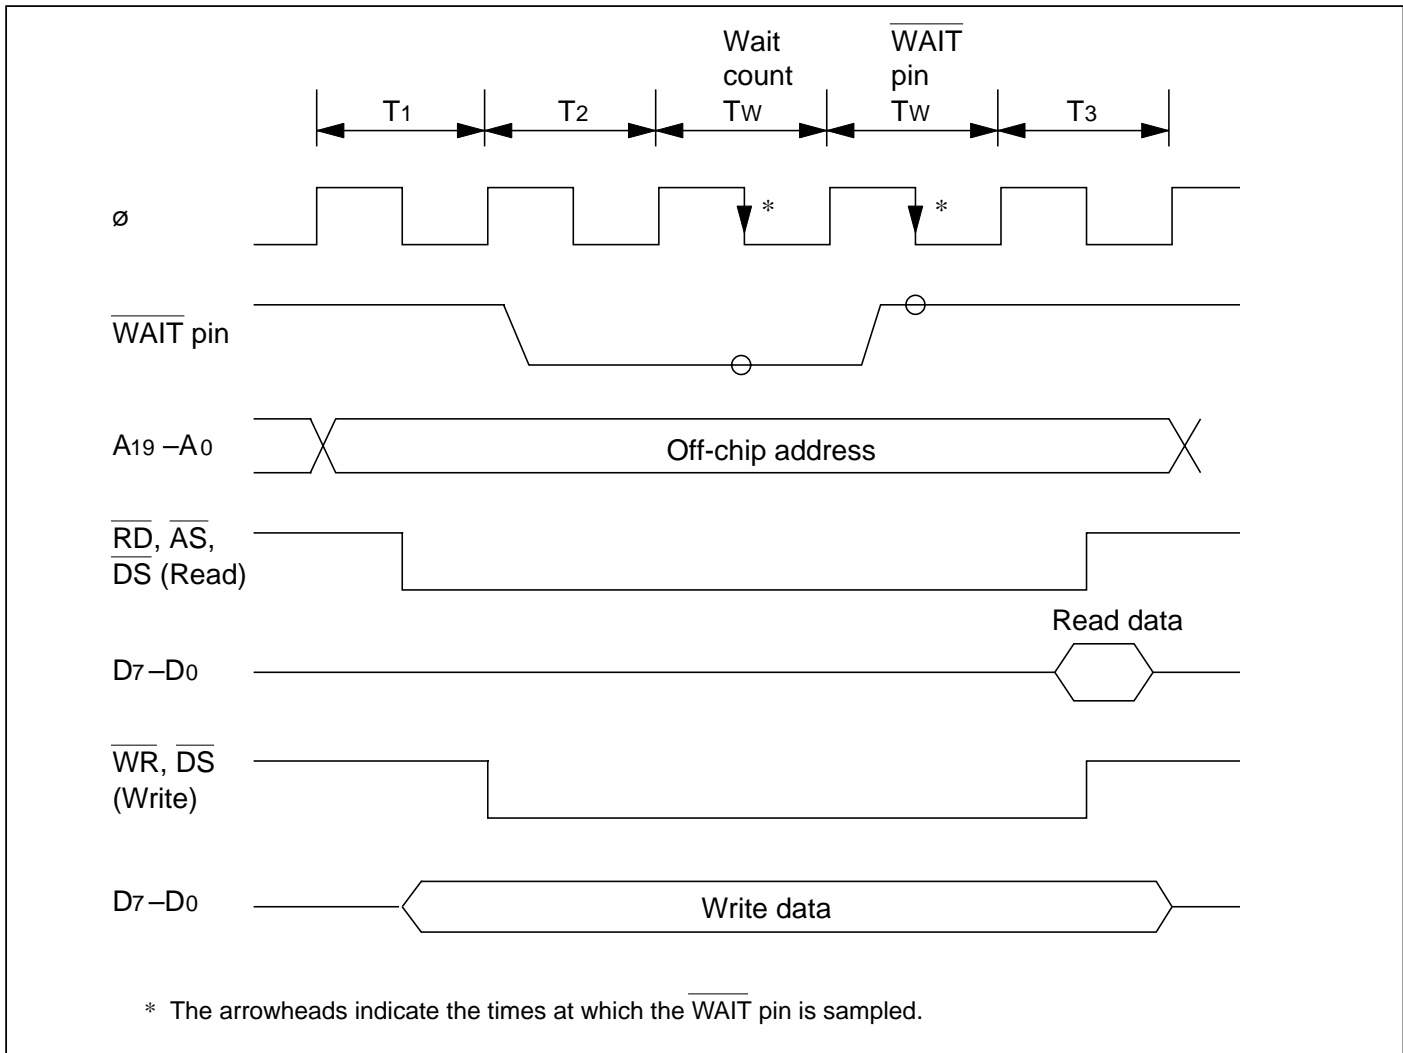 Wait count
WAIT pin
T1 T2 TW TW T3
ø
*
*
WAIT pin
A19 –A0
Off-chip address
RD, AS,
DS (Read)
Read data
D7–D0
WR, DS
(Write)
D7–D0
Write data
* The arrowheads indicate the times at which the WAIT pin is sampled.